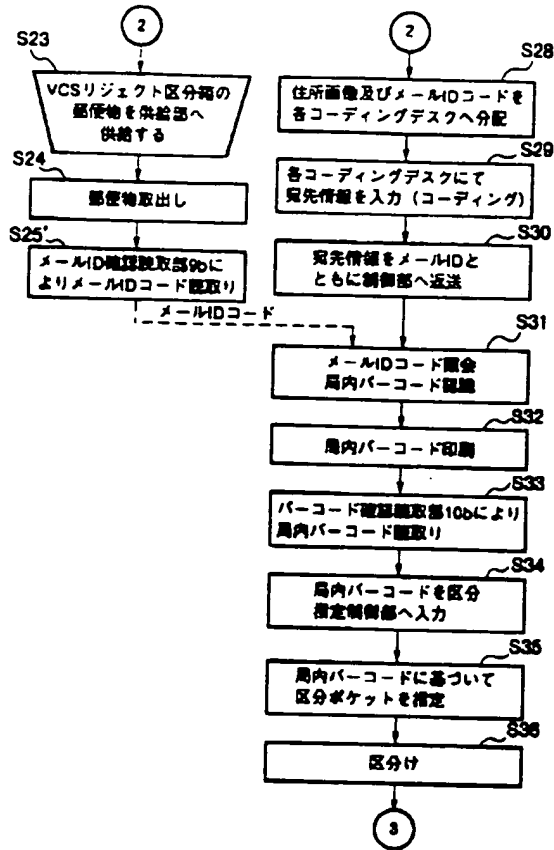 2
S23
VCSリジェクト区分箱の
郵便物を供給部へ
供給する
S24
郵便物取出し
S25'
メールID確認読取部9bに
よりメールIDコード読取り
メールIDコード
2
S28
住所画像及びメールIDコードを
各コーディングデスクへ分配
S29
各コーディングデスクにて
宛先情報を入力(コーディング)
S30
宛先情報をメールIDと
ともに制御部へ返送
S31
メールIDコード照会
局内バーコード認識
S32
局内バーコード印刷
S33
バーコード確認読取部10bにより
局内バーコード読取り
S34
局内バーコードを区分
指定制御部へ入力
S35
局内バーコードに基づいて
区分ポケットを指定
S36
区分け
3